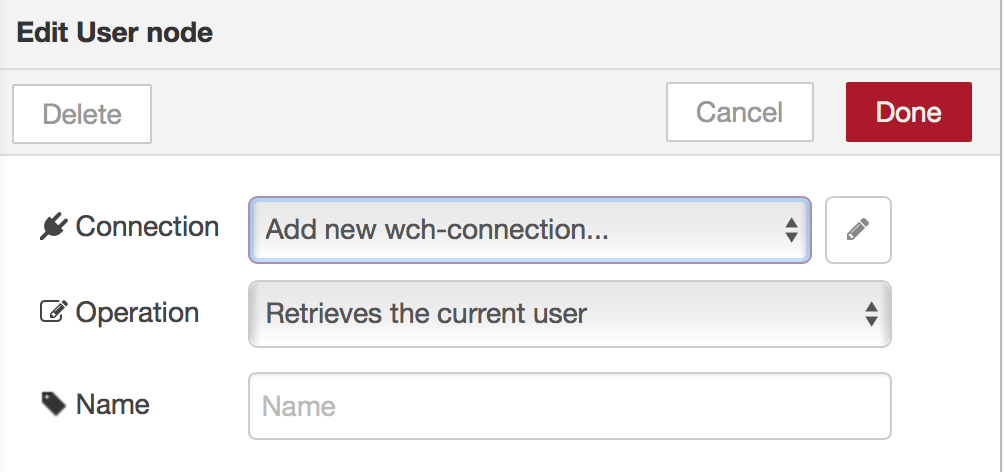 Edit User node
Delete
Cancel
Done
Connection
Add new wch-connection...
Operation
Retrieves the current user
Name
Name